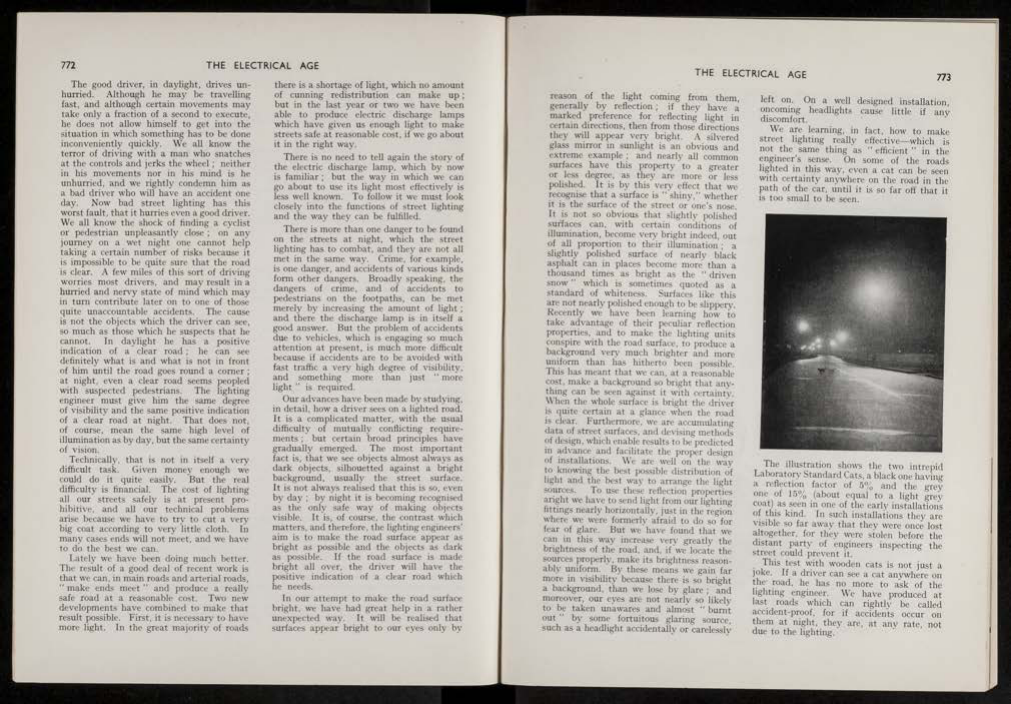 772
THE ELECTRICAL AGE
The good driver, in daylight, drives un-
hurried. Although he may be travelling
fast, and although certain movements may
take only a fraction of a second to execute,
he does not allow himself to get into the
situation in which something has to be done
inconveniently quickly. We all know the
terror of driving with a man who snatches
at the controls and jerks the wheel; neither
in his movements nor in his mind is he
unhurried, and we rightly condemn him as
a bad driver who will have an accident one
day. Now bad street lighting has this
worst fault, that it hurries even a good driver.
We all know the shock of finding a cyclist
or pedestrian unpleasantly close; on any
journey on a wet night one cannot help
taking a certain number of risks because it
is impossible to be quite sure that the road
is clear. A few miles of this sort of driving
worries most drivers, and may result in a
hurried and nervy state of mind which may
in turn contribute later on to one of those
quite unaccountable accidents. The cause
is not the objects which the driver can see,
so much as those which he suspects that he
cannot. In daylight he has a positive
indication of a clear road; he can see
definitely what is and what is not in front
of him until the road goes round a corner;
at night, even a clear road seems peopled
with suspected pedestrians. The lighting
engineer must give him the same degree
of visibility and the same positive indication
of a clear road at night. That does not,
of course, mean the same high level of
illumination as by day, but the same certainty
of vision.
Technically, that is not in itself a very
difficult task. Given money enough we
could do it quite easily. But the real
difficulty is financial. The cost of lighting
all our streets safely is at present pro-
hibitive, and all our technical problems
arise because we have to try to cut a very
big coat according to very little cloth. In
many cases ends will not meet, and we have
to do the best we can.
Lately we have been doing much better.
The result of a good deal of recent work is
that we can, in main roads and arterial roads,
" make ends meet " and produce a really
safe road at a reasonable cost. Two new
developments have combined to make that
result possible. First, it is necessary to have
more light. In the great majority of roads
there is a shortage of light, which no amount
of cunning redistribution can make up;
but in the last year or two we have been
able to produce electric discharge lamps
which have given us enough light to make
streets safe at reasonable cost, if we go about
it in the right way.
There is no need to tell again the story of
the electric discharge lamp, which by now
is familiar; but the way in which we can
go about to use its light most effectively is
less well known. To follow it we must look
closely into the functions of street lighting
and the way they can be fulfilled.
There is more than one danger to be found
on the streets at night, which the street
lighting has to combat, and they are not all
met in the same way. Crime, for example,
is one danger, and accidents of various kinds
form other dangers. Broadly speaking, the
dangers of crime, and of accidents to
pedestrians on the footpaths, can be met
merely by increasing the amount of light;
and there the discharge lamp is in itself a
good answer. But the problem of accidents
due to vehicles, which is engaging so much
attention at present, is much more difficult
because if accidents are to be avoided with
fast traffic a very high degree of visibility,
and something more than just " more
light " is required.
Our advances have been made by studying,
in detail, how a driver sees on a lighted road.
It is a complicated matter, with the usual
difficulty of mutually conflicting require-
ments; but certain broad principles have
gradually emerged. The most important
fact is, that we see objects almost always as
dark objects, silhouetted against a bright
background, usually the street surface.
It is not always realised that this is so, even
by day; by night it is becoming recognised
as the only safe way of making objects
visible. It is, of course, the contrast which
matters, and therefore, the lighting engineers'
aim is to make the road surface appear as
bright as possible and the objects as dark
as possible. If the road surface is made
bright all over, the driver will have the
positive indication of a clear road which
he needs.
In our attempt to make the road surface
bright, we have had great help in a rather
unexpected way. It will be realised that
surfaces appear bright to our eyes only by
THE ELECTRICAL AGE
773
reason of the light coming from them,
generally by reflection; if they have a
marked preference for reflecting light in
certain directions, then from those directions
they will appear very bright. A silvered
glass mirror in sunlight is an obvious and
extreme example; and nearly all common
surfaces have this property to a greater
or less degree, as they are more or less
polished. It is by this very effect that we
recognise that a surface is " shiny," whether
it is the surface of the street or one's nose.
It is not so obvious that slightly polished
surfaces can, with certain conditions of
illumination, become very bright indeed, out
of all proportion to their illumination; a
slightly polished surface of nearly black
asphalt can in places become more than a
thousand times as bright as the " driven
snow " which is sometimes quoted as a
standard of whiteness. Surfaces like this
are not nearly polished enough to be slippery.
Recently we have been learning how to
take advantage of their peculiar reflection
properties, and to make the lighting units
conspire with the road surface, to produce a
background very much brighter and more
uniform than has hitherto been possible.
This has meant that we can, at a reasonable
cost, make a background so bright that any-
thing can be seen against it with certainty.
When the whole surface is bright the driver
is quite certain at a glance when the road
is clear. Furthermore, we are accumulating
data of street surfaces, and devising methods
of design, which enable results to be predicted
in advance and facilitate the proper design
of installations. We are well on the way
to knowing the best possible distribution of
light and the best way to arrange the light
sources. To use these reflection properties
aright we have to send light from our lighting
fittings nearly horizontally, just in the region
where we were formerly afraid to do so for
fear of glare. But we have found that we
can in this way increase very greatly the
brightness of the road, and, if we locate the
sources properly, make its brightness reason-
ably uniform. By these means we gain far
more in visibility because there is so bright
a background, than we lose by glare; and
moreover, our eyes are not nearly so likely
to be taken unawares and almost " burnt
out " by some fortuitous glaring source,
such as a headlight accidentally or carelessly
left on. On a well designed installation,
oncoming headlights cause little if any
discomfort.
We are learning, in fact, how to make
street lighting really effective—which is
not the same thing as " efficient " in the
engineer's sense. On some of the roads
lighted in this way, even a cat can be seen
with certainty anywhere on the road in the
path of the car, until it is so far off that it
is too small to be seen.
The illustration shows the two intrepid
Laboratory Standard Cats, a black one having
a reflection factor of 5% and the grey
one of 15% (about equal to a light grey
coat) as seen in one of the early installations
of this kind. In such installations they are
visible so far away that they were once lost
altogether, for they were stolen before the
distant party of engineers inspecting the
street could prevent it.
This test with wooden cats is not just a
joke. If a driver can see a cat anywhere on
the road, he has no more to ask of the
lighting engineer. We have produced at
last roads which can rightly be called
accident-proof, for if accidents occur on
them at night, they are, at any rate, not
due to the lighting.